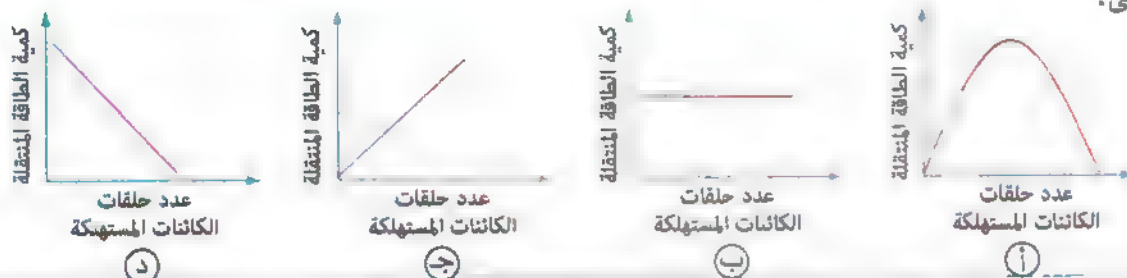 كمية الطاقة المنتقلة
عدد حلقات
الكائنات المستهلكة
أ
كمية الطاقة المنتقلة
عدد حلقات
الكائنات المستهلكة
ب
كمية الطاقة المنتقلة
عدد حلقات
الكائنات المستهلكة
جـ
كمية الطاقة المنتقلة
عدد حلقات
الكائنات المستهلكة
د